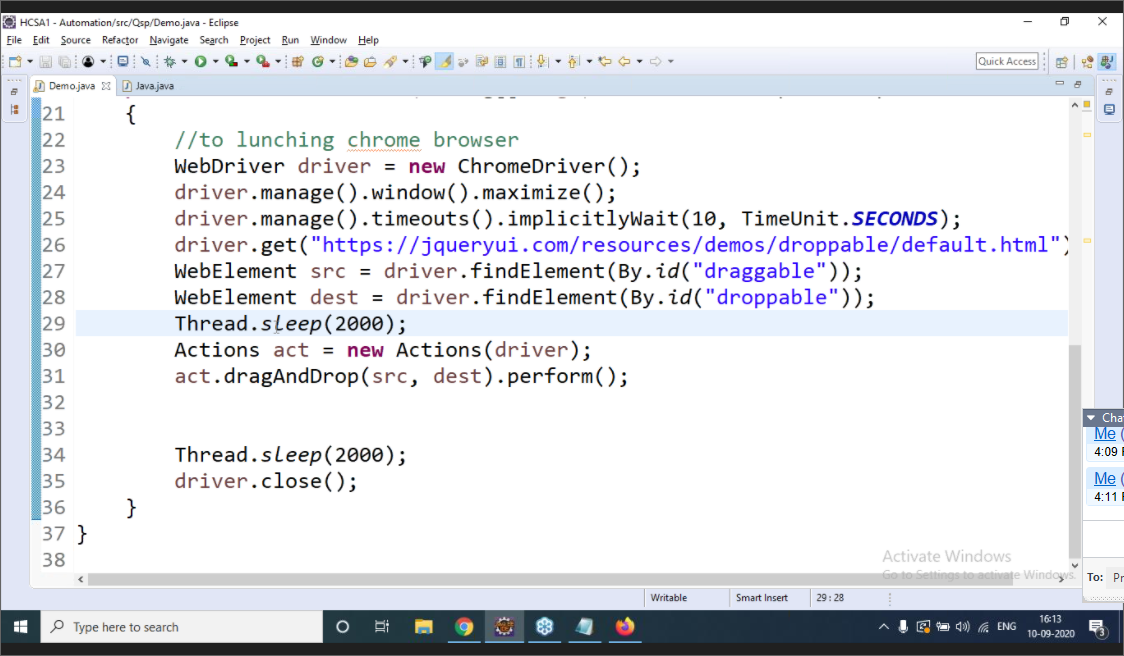 HCSA1 - Automation/src/Qsp/Demo.java - Eclipse
File Edit Source Refactor Navigate Search Project Run Window Help
Quick Access
Demo.java Java.java
21 {
22 //to lunching chrome browser
23 WebDriver driver = new ChromeDriver();
24 driver.manage().window().maximize();
25 driver.manage().timeouts().implicitlyWait(10, TimeUnit.SECONDS);
26 driver.get("https://jqueryui.com/resources/demos/droppable/default.html")
27 WebElement src = driver.findElement(By.id("draggable"));
28 WebElement dest = driver.findElement(By.id("droppable"));
29 Thread.sleep(2000);
30 Actions act = new Actions(driver);
31 act.dragAndDrop(src, dest).perform();
32
33
34 Thread.sleep(2000);
35 driver.close();
36 }
37 }
38
Cha
Me (
4:09 P
Me (
4:11 P
To: Pr
Activate Windows
Go to Settings to activate Windows.
Writable Smart Insert 29 : 28
Type here to search
ENG
16:13
10-09-2020
3